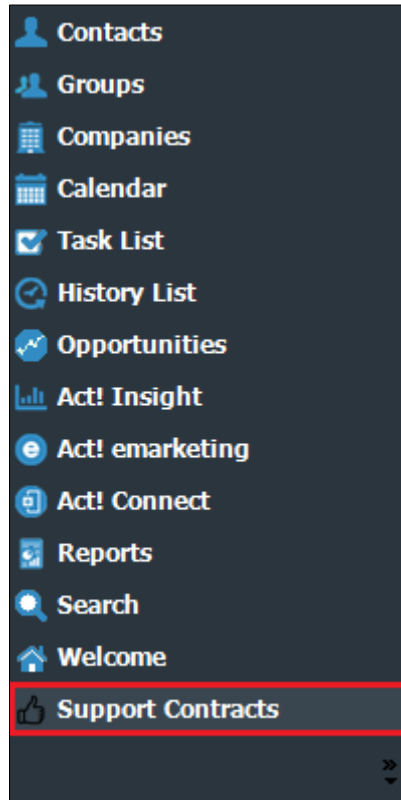 Contacts
Groups
Companies
Calendar
Task List
History List
Opportunities
Act! Insight
Act! emarketing
Act! Connect
Reports
Search
Welcome
Support Contracts